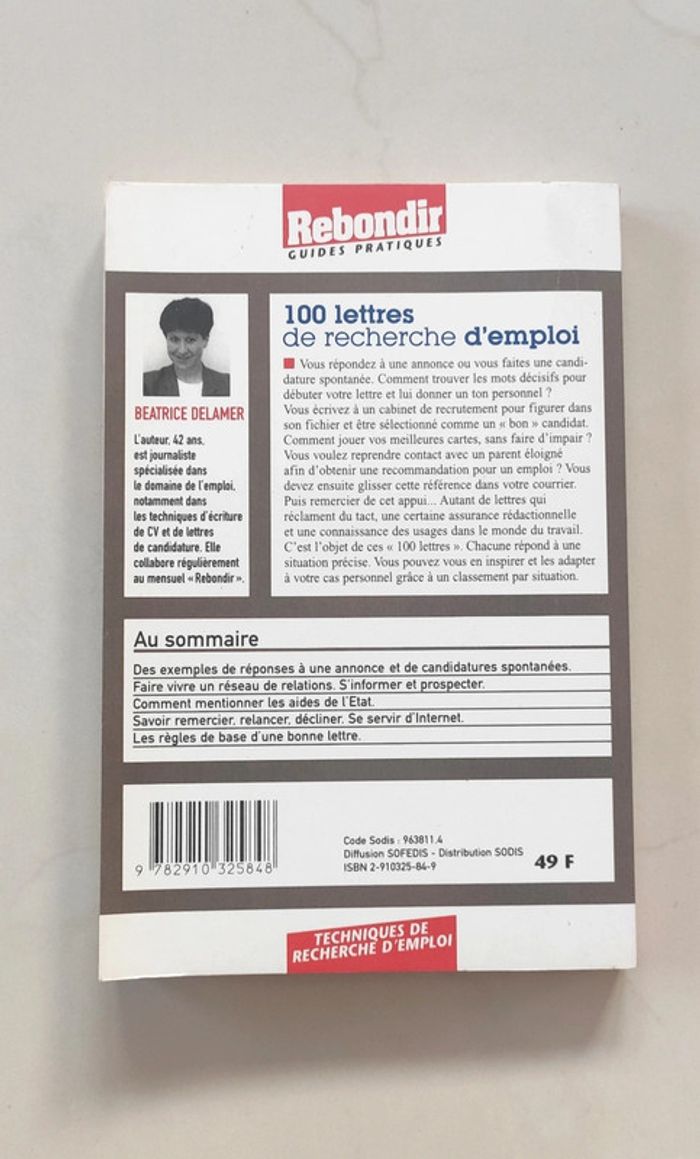 Rebondir
GUIDES PRATIQUES
BEATRICE DELAMER
L'auteur, 42 ans,
est journaliste
spécialisée dans
le domaine de l'emploi,
notamment dans
les techniques d'écriture
de CV et de lettres
de candidature. Elle
collabore régulièrement
au mensuel « Rebondir ».
100 lettres
de recherche d'emploi
Vous répondez à une annonce ou vous faites une candi-
dature spontanée. Comment trouver les mots décisifs pour
débuter votre lettre et lui donner un ton personnel ?
Vous écrivez à un cabinet de recrutement pour figurer dans
son fichier et être sélectionné comme un « bon » candidat.
Comment jouer vos meilleures cartes, sans faire d'impair ?
Vous voulez reprendre contact avec un parent éloigné
afin d'obtenir une recommandation pour un emploi ? Vous
devez ensuite glisser cette référence dans votre courrier.
Puis remercier de cet appui... Autant de lettres qui
réclament du tact, une certaine assurance rédactionnelle
et une connaissance des usages dans le monde du travail.
C'est l'objet de ces « 100 lettres ». Chacune répond à une
situation précise. Vous pouvez vous en inspirer et les adapter
à votre cas personnel grâce à un classement par situation.
Au sommaire
Des exemples de réponses à une annonce et de candidatures spontanées.
Faire vivre un réseau de relations. S'informer et prospecter.
Comment mentionner les aides de l'Etat.
Savoir remercier, relancer, décliner. Se servir d'Internet.
Les règles de base d'une bonne lettre.
9 782910 325848
Code Sodis : 963811.4
Diffusion SOFEDIS - Distribution SODIS
ISBN 2-910325-84-9
49 F
TECHNIQUES DE
RECHERCHE D'EMPLOI